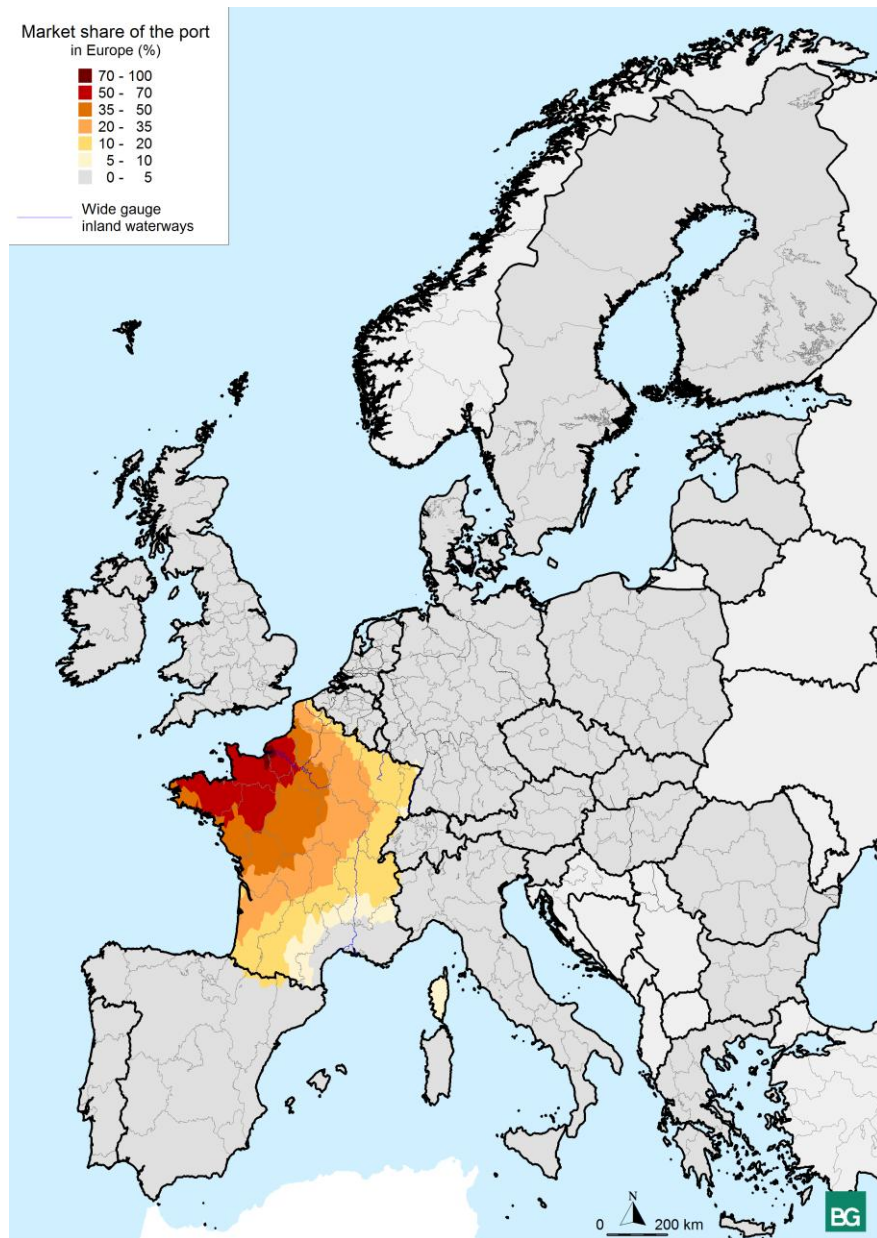 Market share of the port
in Europe (%)
70 - 100
50 - 70
35 - 50
20 - 35
10 - 20
5 - 10
0 - 5
Wide gauge
inland waterways
N
0 200 km
BG